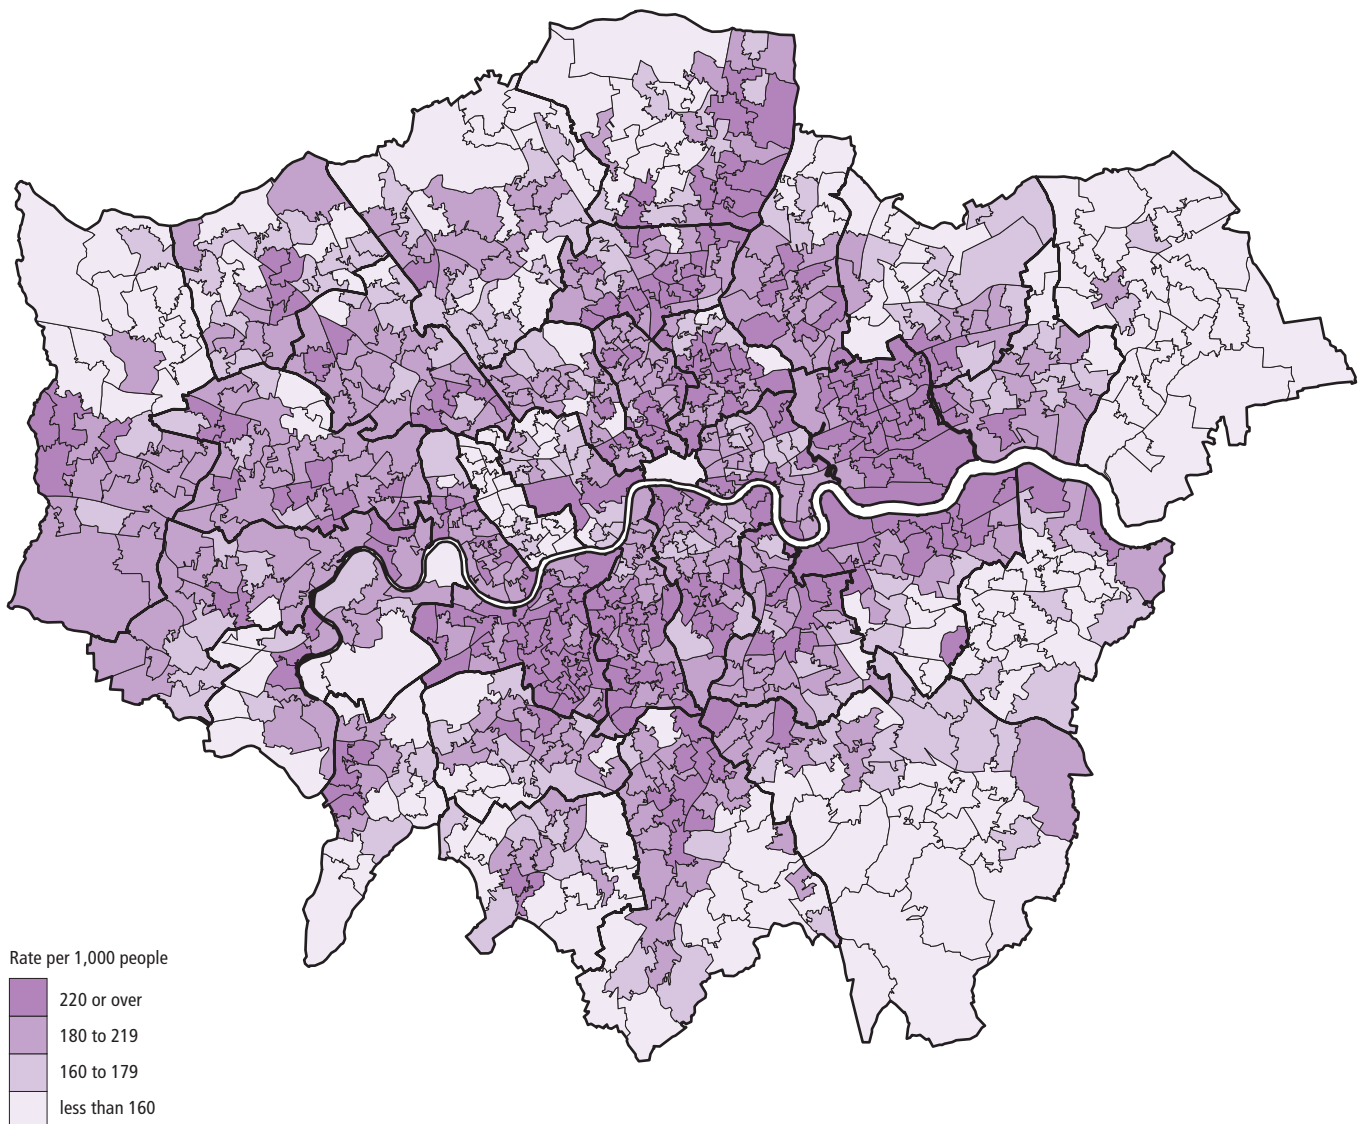 Rate per 1,000 people
220 or over
180 to 219
160 to 179
less than 160